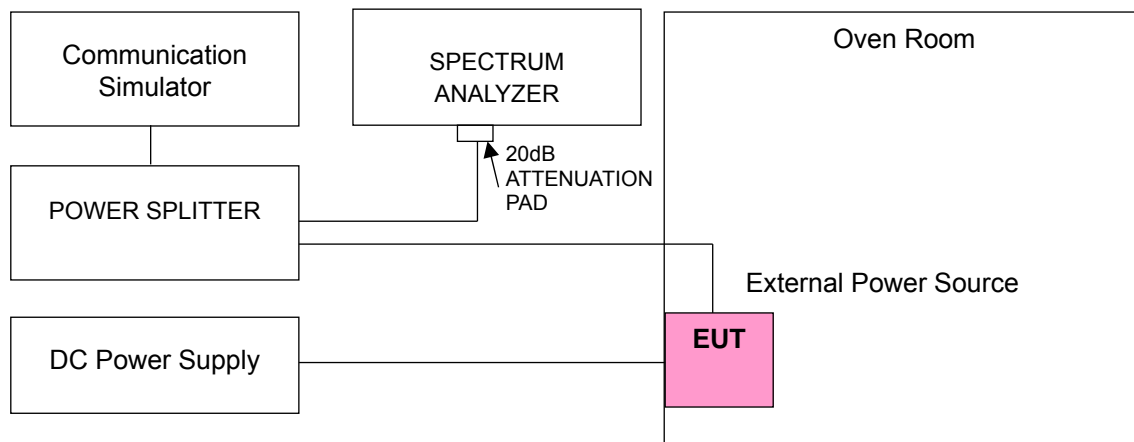 Communication
Simulator
SPECTRUM
ANALYZER
Oven Room
20dB
ATTENUATION
PAD
POWER SPLITTER
External Power Source
EUT
DC Power Supply